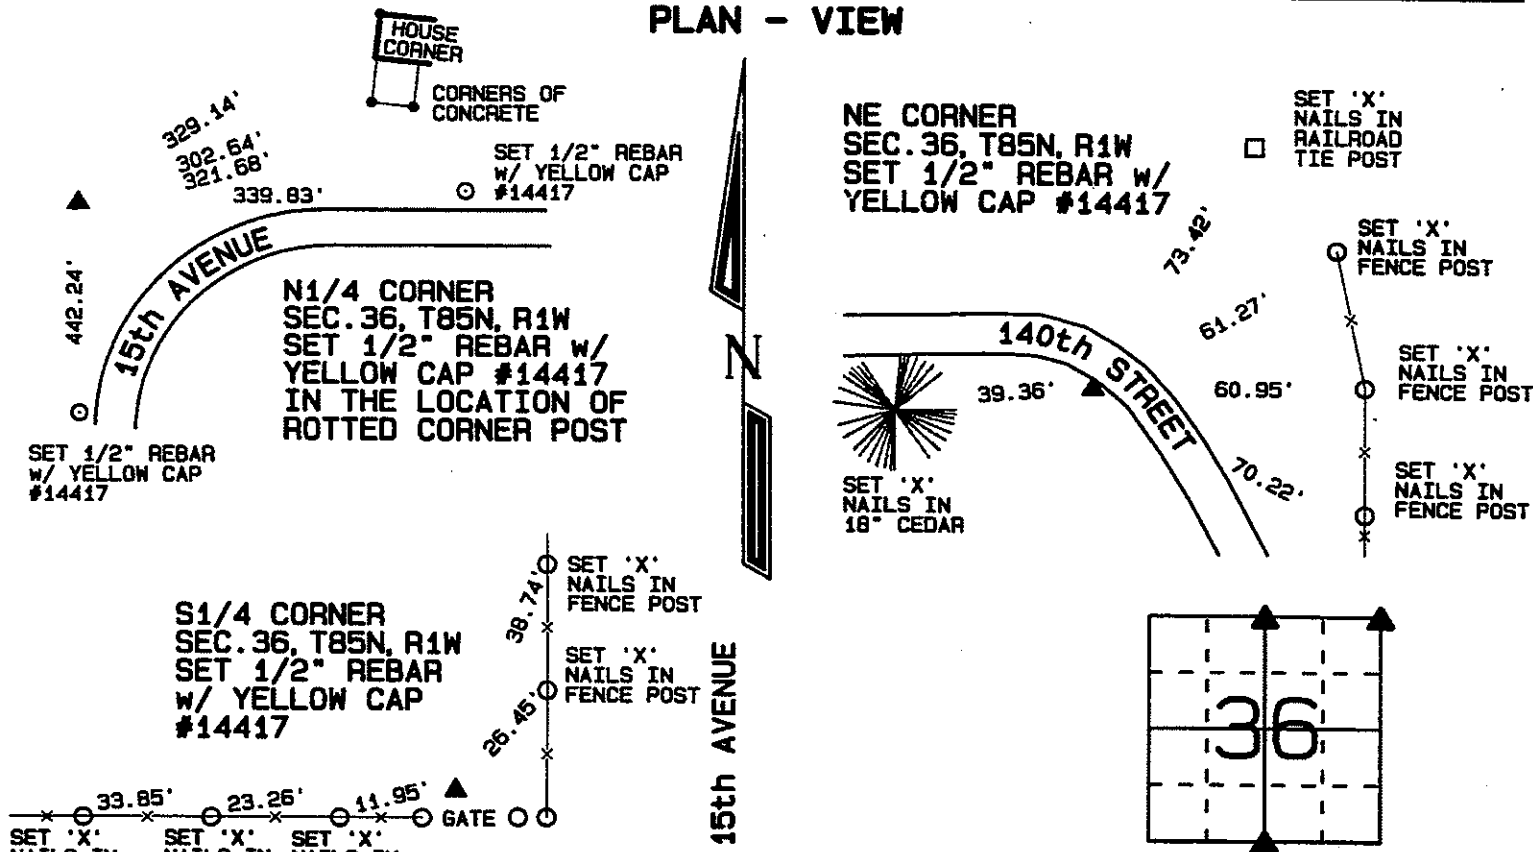 PLAN - VIEW
HOUSE
CORNER
CORNERS OF
CONCRETE
329.14'
302.64'
321.68'
339.83'
SET 1/2" REBAR
w/ YELLOW CAP
#14417
15th AVENUE
442.24'
N1/4 CORNER
SEC.36, T85N, R1W
SET 1/2" REBAR w/
YELLOW CAP #14417
IN THE LOCATION OF
ROTTED CORNER POST
SET 1/2" REBAR
w/ YELLOW CAP
#14417
N
NE CORNER
SEC.36, T85N, R1W
SET 1/2" REBAR w/
YELLOW CAP #14417
SET 'X'
NAILS IN
RAILROAD
TIE POST
73.42'
SET 'X'
NAILS IN
FENCE POST
61.27'
140th STREET
39.36'
60.95'
SET 'X'
NAILS IN
FENCE POST
70.22'
SET 'X'
NAILS IN
FENCE POST
SET 'X'
NAILS IN
18" CEDAR
S1/4 CORNER
SEC.36, T85N, R1W
SET 1/2" REBAR
w/ YELLOW CAP
#14417
38.74'
SET 'X'
NAILS IN
FENCE POST
26.45'
SET 'X'
NAILS IN
FENCE POST
15th AVENUE
33.85'
23.26'
11.95'
GATE
SET 'X'
SET 'X'
SET 'X'
36